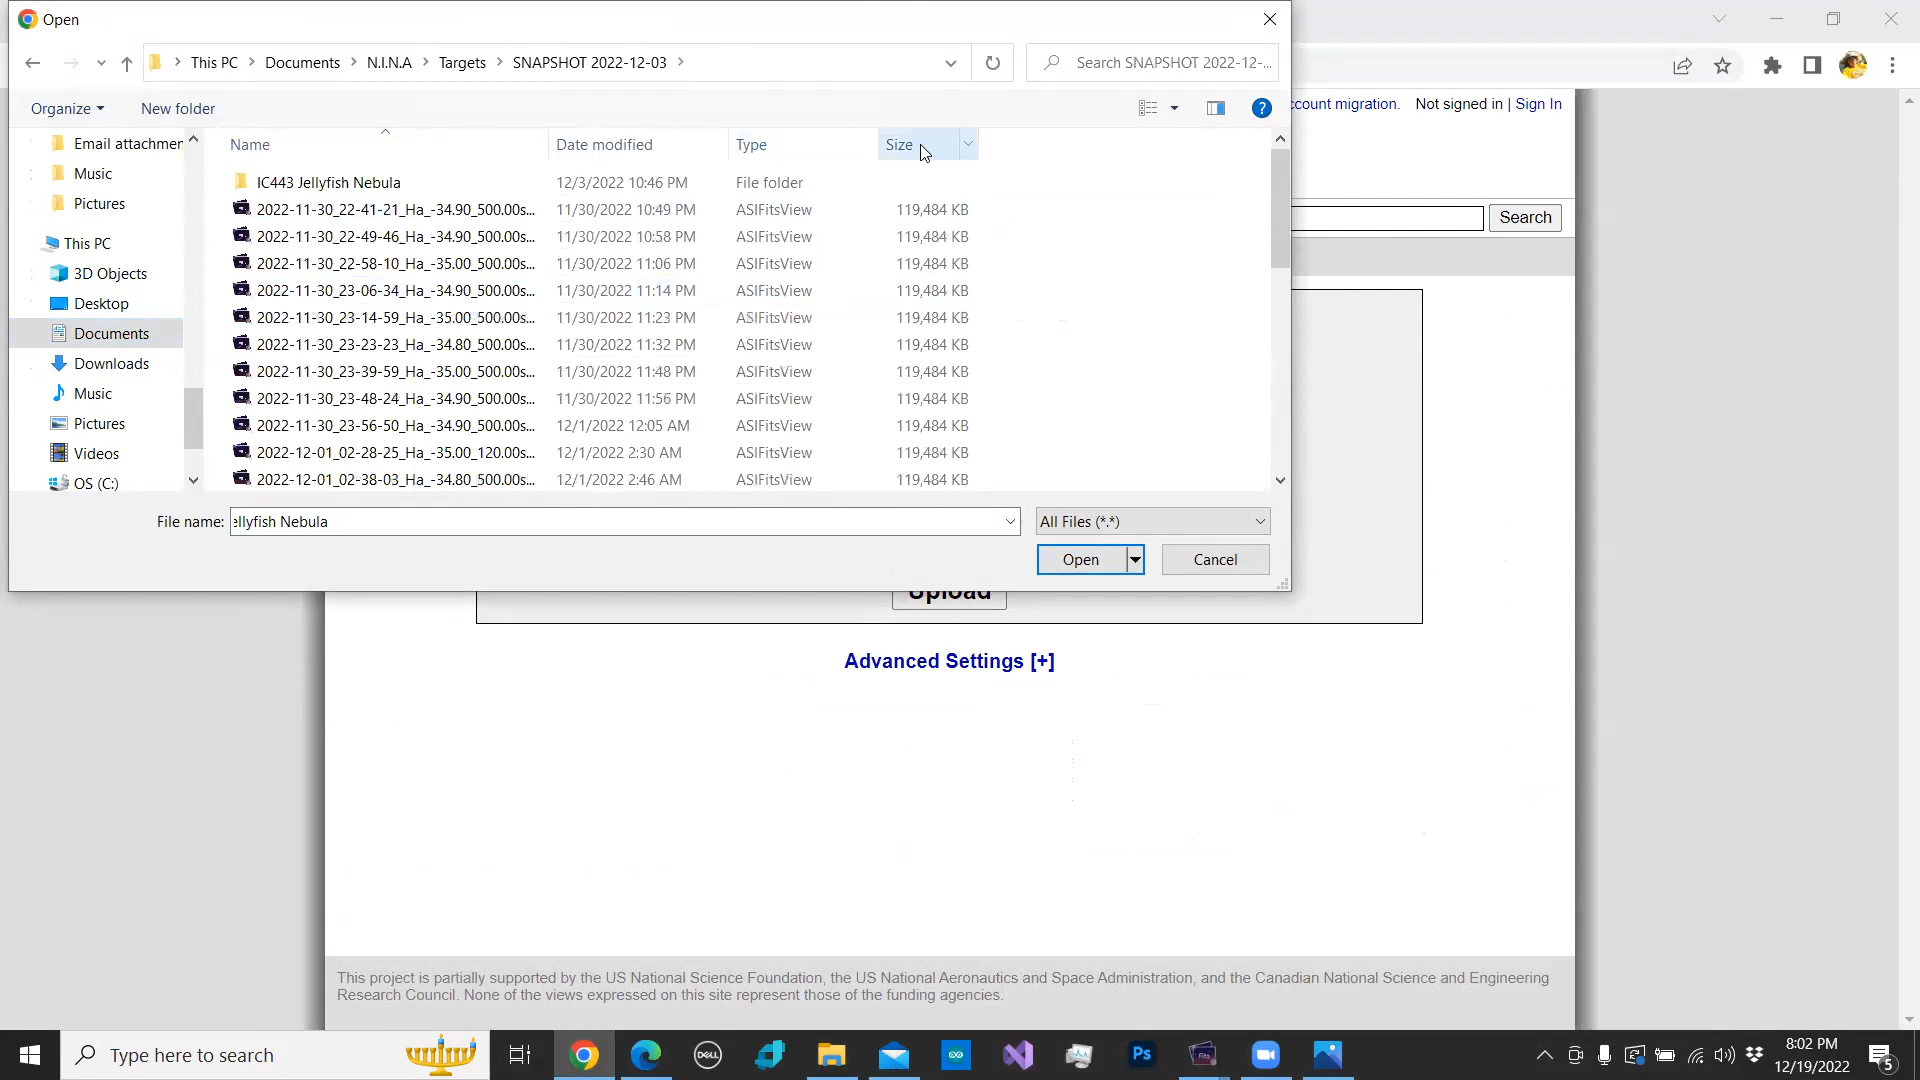 Open
This PC > Documents > N.I.N.A > Targets > SNAPSHOT 2022-12-03 >
Search SNAPSHOT 2022-12-...
Organize
New folder
ccount migration. Not signed in | Sign In
Email attachmen
Music
Pictures
This PC
3D Objects
Desktop
Documents
Downloads
Music
Pictures
Videos
OS (C:)
Name Date modified Type Size
IC443 Jellyfish Nebula 12/3/2022 10:46 PM File folder
2022-11-30_22-41-21_Ha_-34.90_500.00s... 11/30/2022 10:49 PM ASIFitsView 119,484 KB
2022-11-30_22-49-46_Ha_-34.90_500.00s... 11/30/2022 10:58 PM ASIFitsView 119,484 KB
2022-11-30_22-58-10_Ha_-35.00_500.00s... 11/30/2022 11:06 PM ASIFitsView 119,484 KB
2022-11-30_23-06-34_Ha_-34.90_500.00s... 11/30/2022 11:14 PM ASIFitsView 119,484 KB
2022-11-30_23-14-59_Ha_-35.00_500.00s... 11/30/2022 11:23 PM ASIFitsView 119,484 KB
2022-11-30_23-23-23_Ha_-34.80_500.00s... 11/30/2022 11:32 PM ASIFitsView 119,484 KB
2022-11-30_23-39-59_Ha_-35.00_500.00s... 11/30/2022 11:48 PM ASIFitsView 119,484 KB
2022-11-30_23-48-24_Ha_-34.90_500.00s... 11/30/2022 11:56 PM ASIFitsView 119,484 KB
2022-11-30_23-56-50_Ha_-34.90_500.00s... 12/1/2022 12:05 AM ASIFitsView 119,484 KB
2022-12-01_02-28-25_Ha_-35.00_120.00s... 12/1/2022 2:30 AM ASIFitsView 119,484 KB
2022-12-01_02-38-03_Ha_-34.80_500.00s... 12/1/2022 2:46 AM ASIFitsView 119,484 KB
Search
File name: ellyfish Nebula
All Files (*.*)
Open
Cancel
Upload
Advanced Settings [+]
This project is partially supported by the US National Science Foundation, the US National Aeronautics and Space Administration, and the Canadian National Science and Engineering
Research Council. None of the views expressed on this site represent those of the funding agencies.
Type here to search
DELL
Ps
8:02 PM
12/19/2022
5